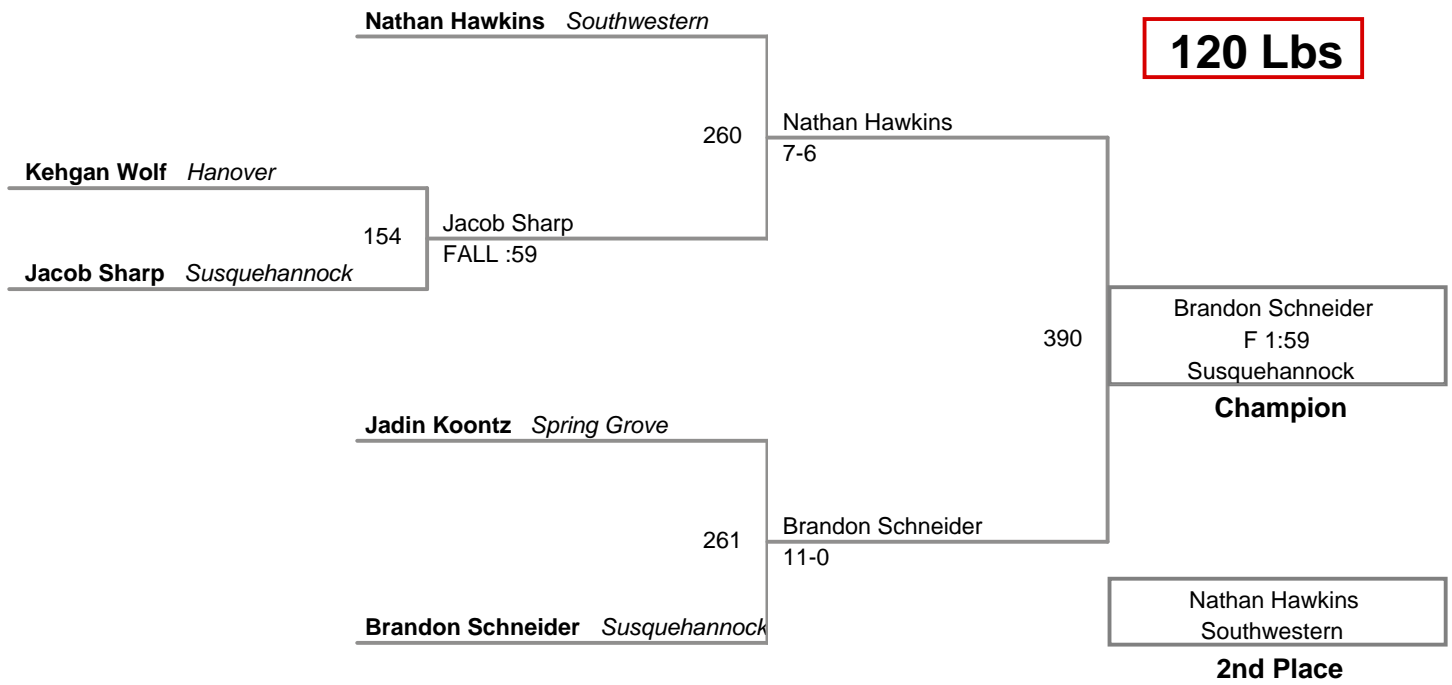 Nathan Hawkins Southwestern
120 Lbs
260
Nathan Hawkins
7-6
Kehgan Wolf Hanover
154
Jacob Sharp
FALL :59
Jacob Sharp Susquehannock
390
Brandon Schneider
F 1:59
Susquehannock
Champion
Jadin Koontz Spring Grove
261
Brandon Schneider
11-0
Brandon Schneider Susquehannock
Nathan Hawkins
Southwestern
2nd Place